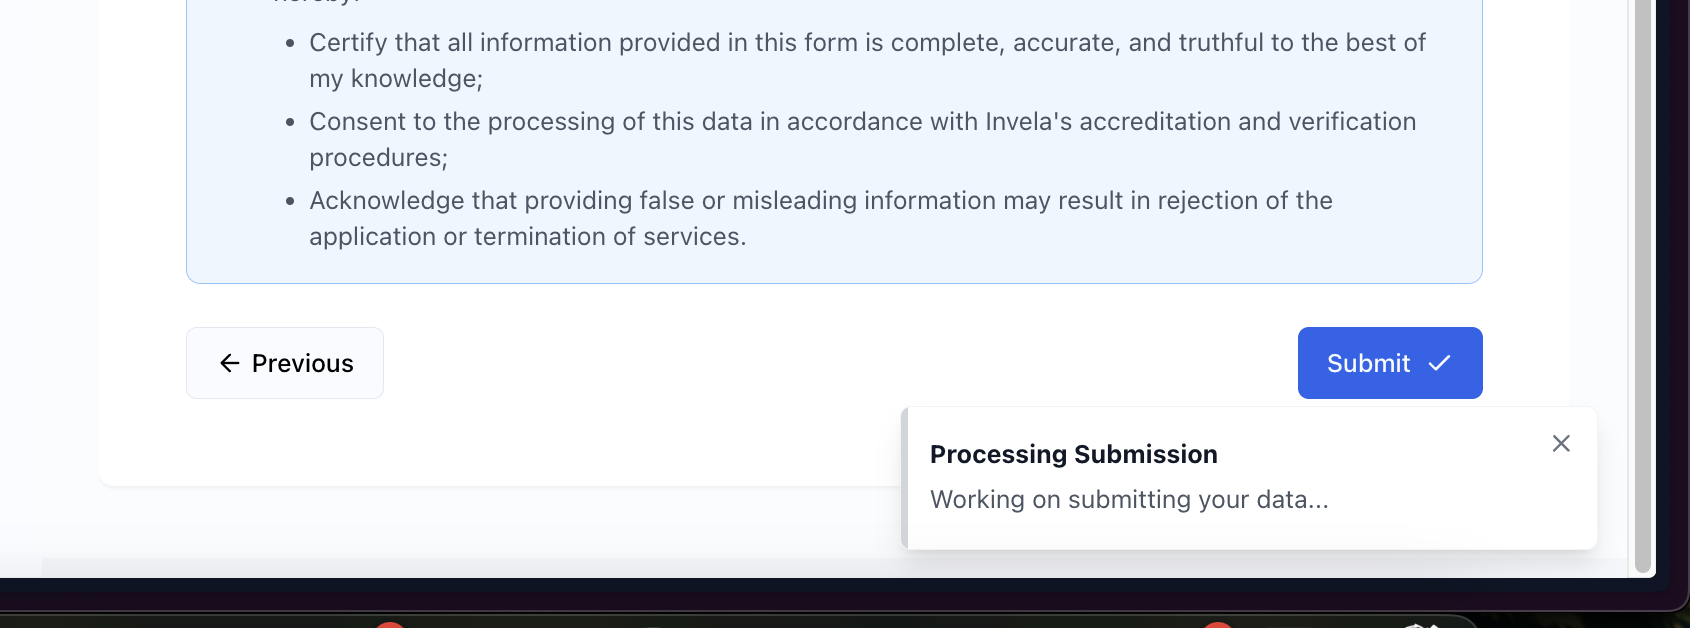 hereby:
• Certify that all information provided in this form is complete, accurate, and truthful to the best of
my knowledge;
• Consent to the processing of this data in accordance with Invela's accreditation and verification
procedures;
• Acknowledge that providing false or misleading information may result in rejection of the
application or termination of services.
← Previous
Submit ✓
Processing Submission
Working on submitting your data...